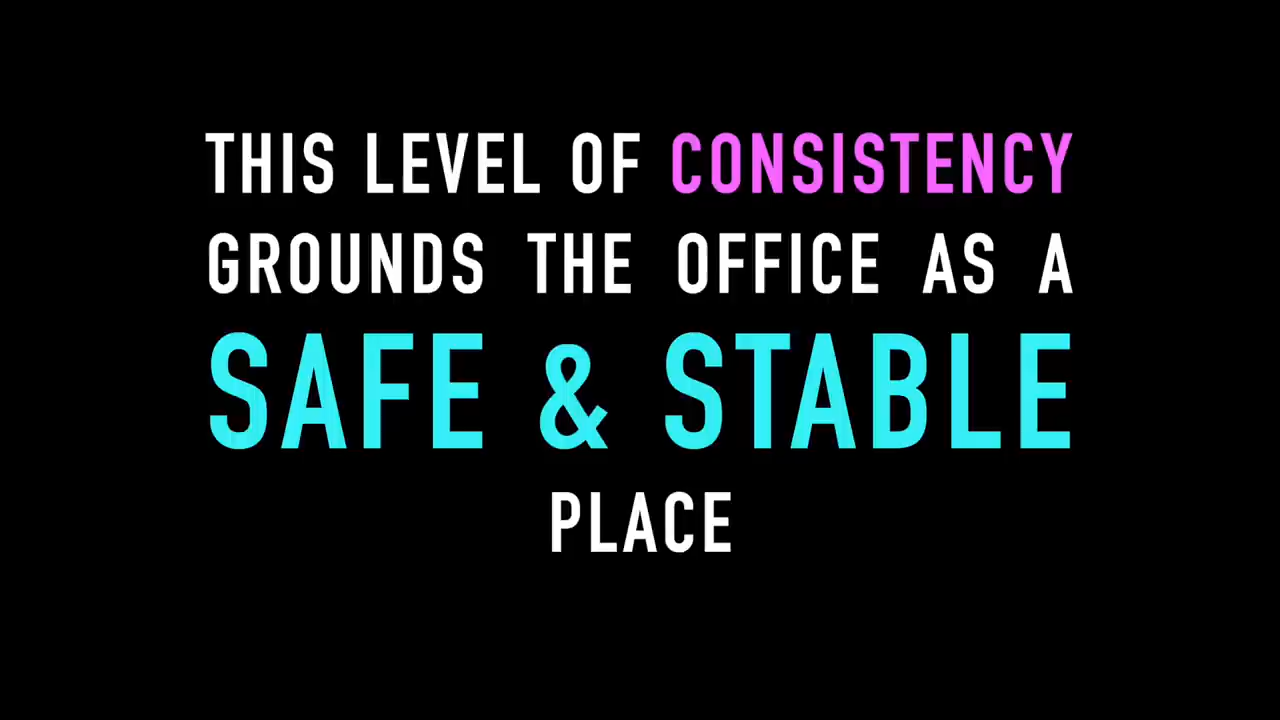 THIS LEVEL OF CONSISTENCY
GROUNDS THE OFFICE AS A
SAFE & STABLE
PLACE